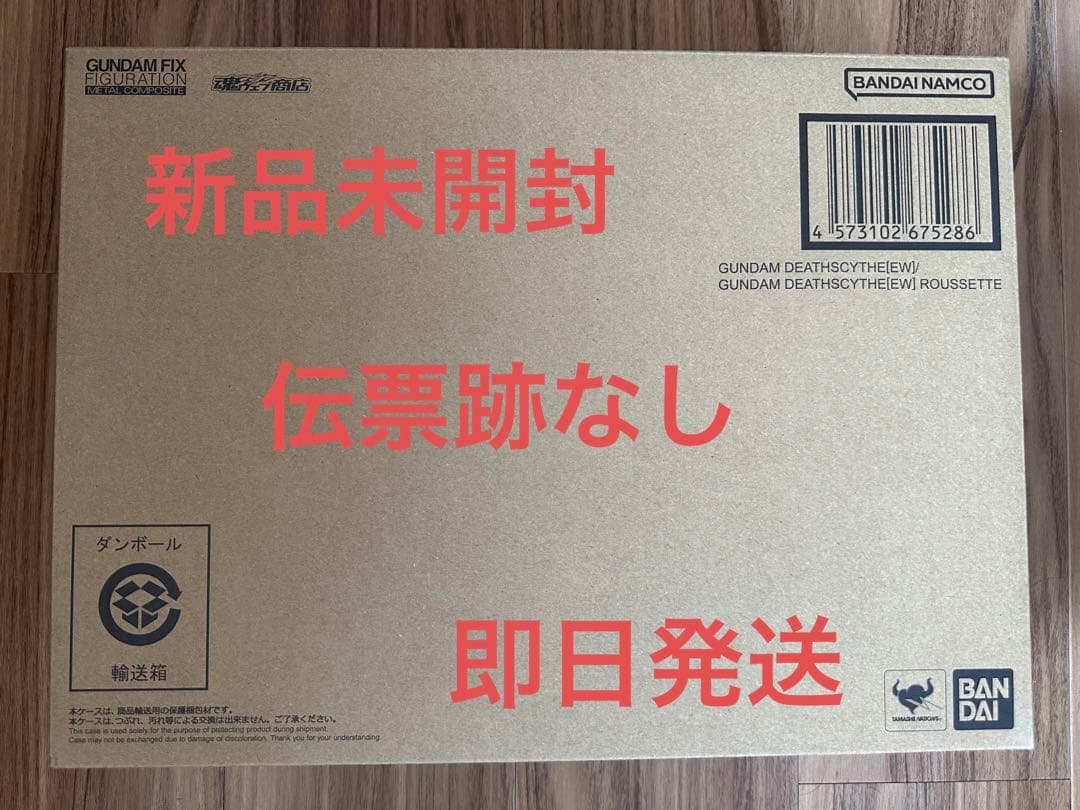 GUNDAM FIX
FIGURATION
METAL COMPOSITE
魂ウェブ商店
BANDAI NAMCO
4 573102 675286
GUNDAM DEATHSCYTHE[EW]/
GUNDAM DEATHSCYTHE[EW] ROUSSETTE
新品未開封
伝票跡なし
即日発送
ダンボール
輸送箱
本ケースは、商品輸送用の保護梱包材です。
本ケースは、つぶれ、汚れ等による交換は出来ません。ご了承ください。
This case is used solely for the purpose of protecting product during shipment.
Case may not be exchanged due to damage or discoloration. Thank you for your understanding.
TAMASHII NATIONS
BAN
DAI